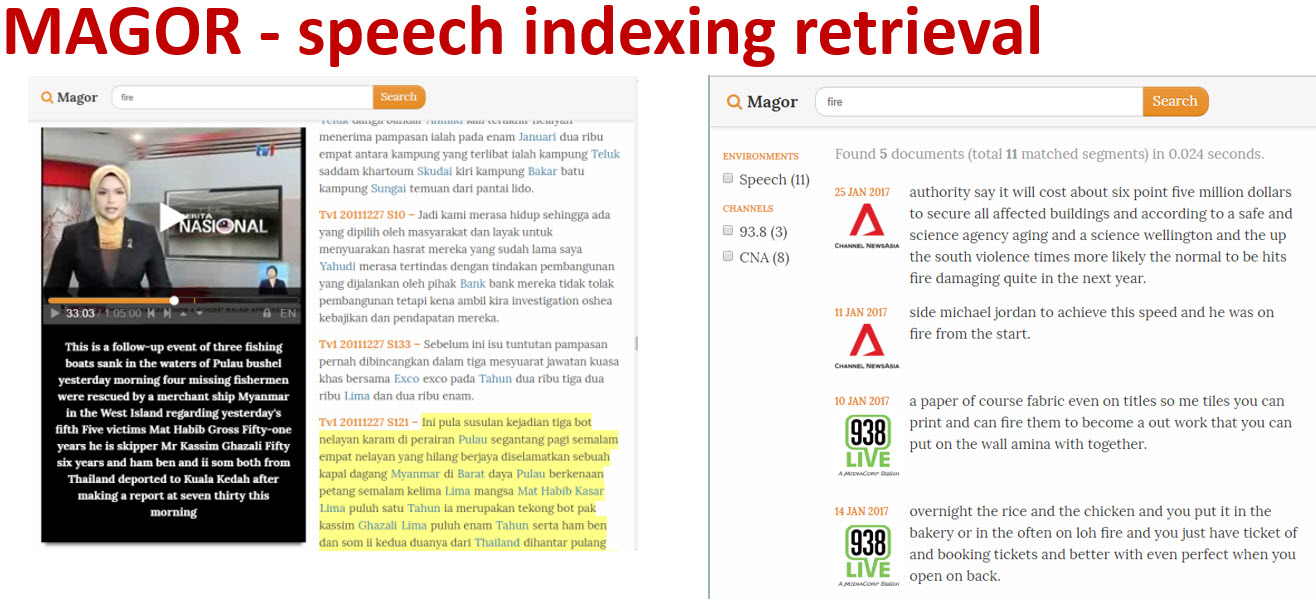 MAGOR - speech indexing retrieval
Magor
fire
Search
tv1
BERITA
NASIONAL
33:03 / 1:05:00
EN
This is a follow-up event of three fishing
boats sank in the waters of Pulau bushel
yesterday morning four missing fishermen
were rescued by a merchant ship Myanmar
in the West Island regarding yesterday's
fifth Five victims Mat Habib Gross Fifty-one
years he is skipper Mr Kassim Ghazali Fifty
six years and ham ben and ii som both from
Thailand deported to Kuala Kedah after
making a report at seven thirty this
morning
menerima pampasan ialah pada enam Januari dua ribu
empat antara kampung yang terlibat ialah kampung Teluk
saddam khartoum Skudai kiri kampung Bakar batu
kampung Sungai temuan dari pantai lido.
Tv1 20111227 S10 – Jadi kami merasa hidup sehingga ada
yang dipilih oleh masyarakat dan layak untuk
menyuarakan hasrat mereka yang sudah lama saya
Yahudi merasa tertindas dengan tindakan pembangunan
yang dijalankan oleh pihak Bank bank mereka tidak tolak
pembangunan tetapi kena ambil kira investigation oshea
kebajikan dan pendapatan mereka.
Tv1 20111227 S133 – Sebelum ini isu tuntutan pampasan
pernah dibincangkan dalam tiga mesyuarat jawatan kuasa
khas bersama Exco exco pada Tahun dua ribu tiga dua
ribu Lima dan dua ribu enam.
Tv1 20111227 S121 – Ini pula susulan kejadian tiga bot
nelayan karam di perairan Pulau segantang pagi semalam
empat nelayan yang hilang berjaya diselamatkan sebuah
kapal dagang Myanmar di Barat daya Pulau berkenaan
petang semalam kelima Lima mangsa Mat Habib Kasar
Lima puluh satu Tahun ia merupakan tekong bot pak
kassim Ghazali Lima puluh enam Tahun serta ham ben
dan som ii kedua duanya dari Thailand dihantar pulang
Magor
fire
Search
ENVIRONMENTS
Speech (11)
CHANNELS
93.8 (3)
CNA (8)
Found 5 documents (total 11 matched segments) in 0.024 seconds.
25 JAN 2017
CHANNEL NEWSASIA
authority say it will cost about six point five million dollars
to secure all affected buildings and according to a safe and
science agency aging and a science wellington and the up
the south violence times more likely the normal to be hits
fire damaging quite in the next year.
11 JAN 2017
CHANNEL NEWSASIA
side michael jordan to achieve this speed and he was on
fire from the start.
10 JAN 2017
938
LIVE
A MEDIACORP Station
a paper of course fabric even on titles so me tiles you can
print and can fire them to become a out work that you can
put on the wall amina with together.
14 JAN 2017
938
LIVE
A MEDIACORP Station
overnight the rice and the chicken and you put it in the
bakery or in the often on loh fire and you just have ticket of
and booking tickets and better with even perfect when you
open on back.